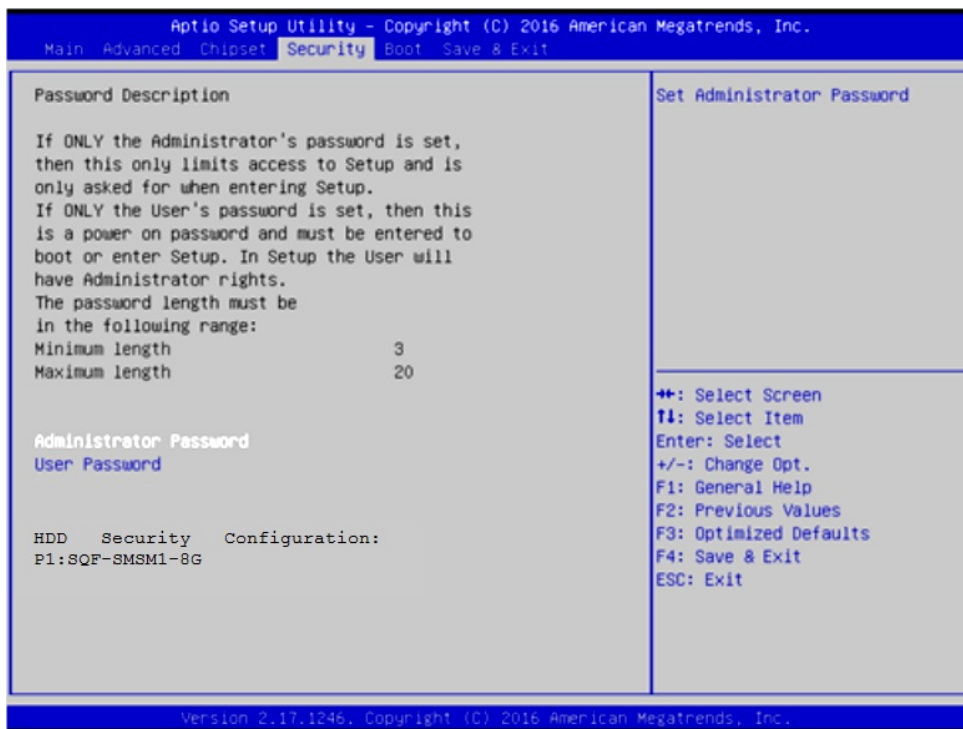 Aptio Setup Utility – Copyright (C) 2016 American Megatrends, Inc.
Main Advanced Chipset Security Boot Save & Exit
Password Description
If ONLY the Administrator's password is set,
then this only limits access to Setup and is
only asked for when entering Setup.
If ONLY the User's password is set, then this
is a power on password and must be entered to
boot or enter Setup. In Setup the User will
have Administrator rights.
The password length must be
in the following range:
Minimum length 3
Maximum length 20
Administrator Password
User Password
HDD Security Configuration:
P1:SQF-SMSM1-8G
Set Administrator Password
→←: Select Screen
↑↓: Select Item
Enter: Select
+/-: Change Opt.
F1: General Help
F2: Previous Values
F3: Optimized Defaults
F4: Save & Exit
ESC: Exit
Version 2.17.1246. Copyright (C) 2016 American Megatrends, Inc.